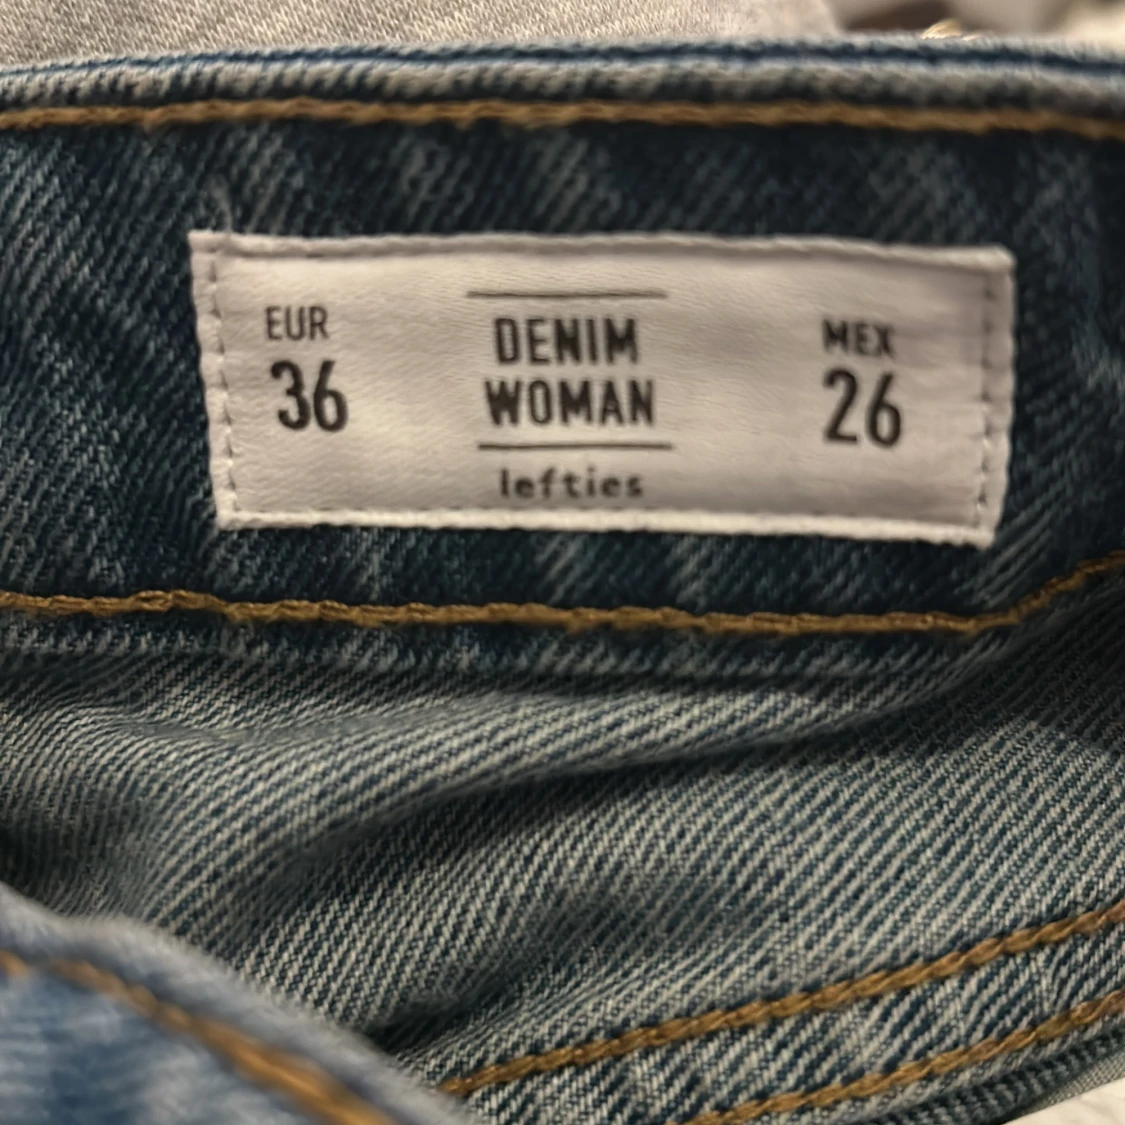 EUR
36
DENIM
WOMAN
lefties
MEX
26